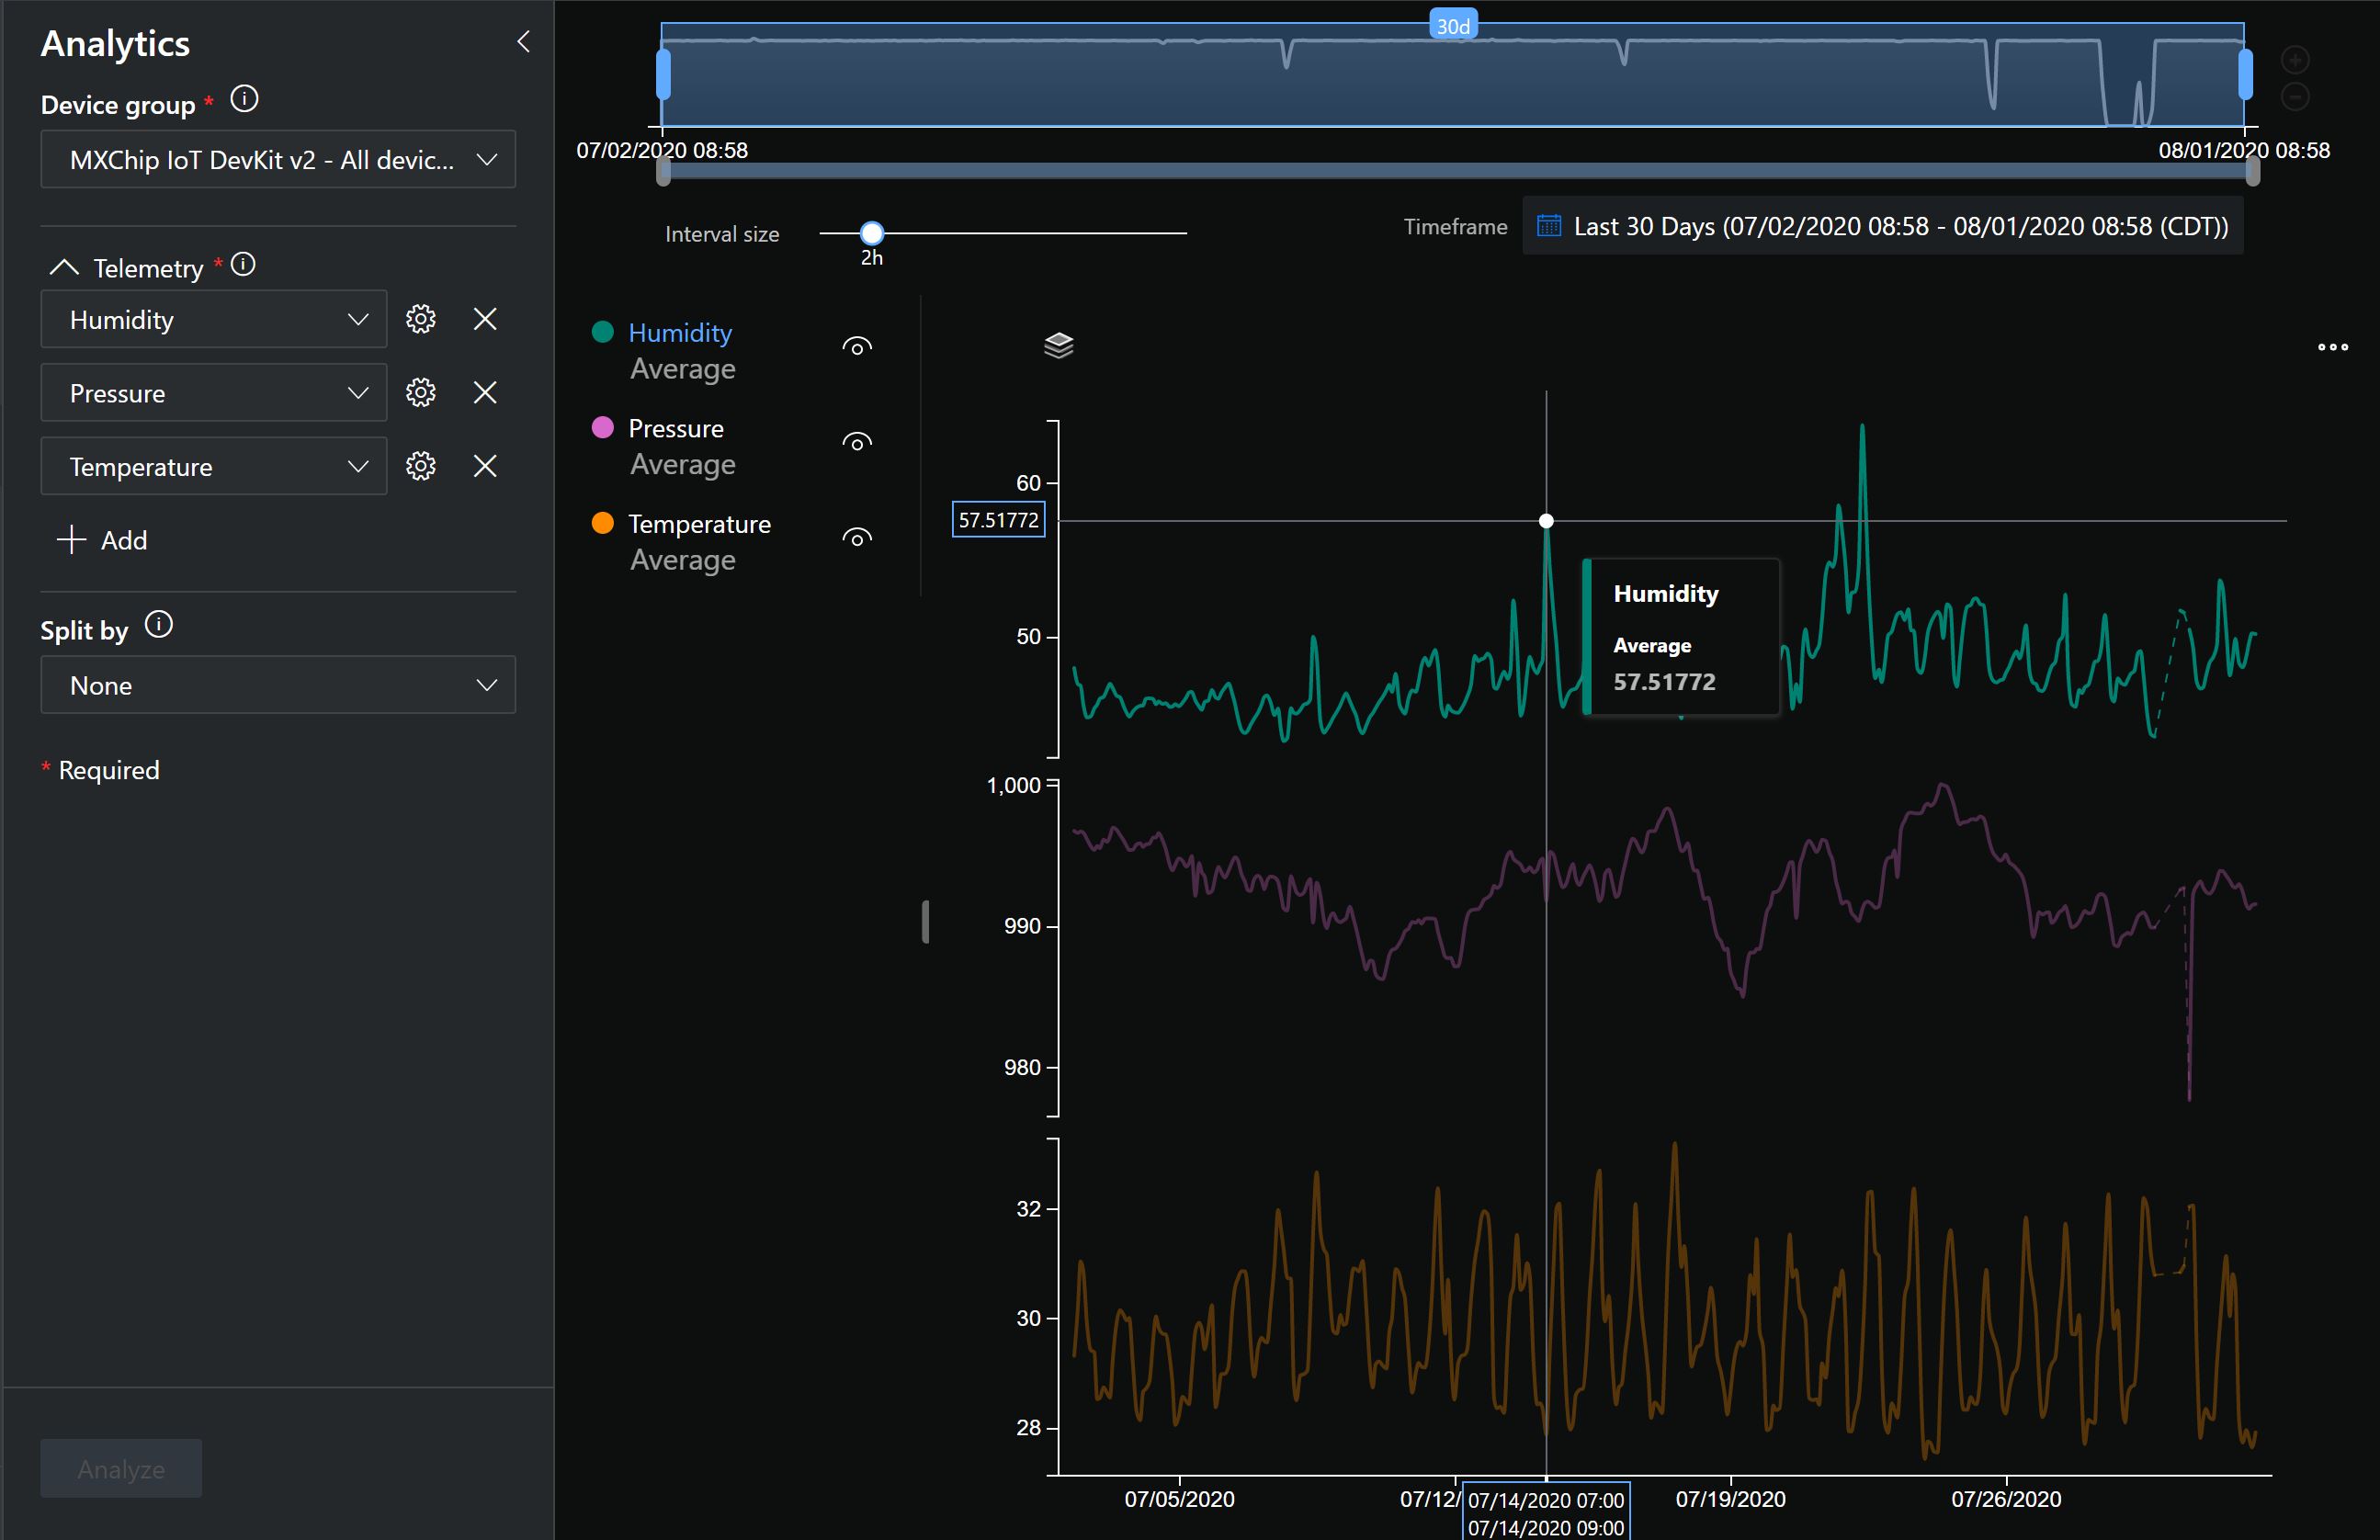 Analytics
Device group *
MXChip IoT DevKit v2 - All devic...
Telemetry *
Humidity
Pressure
Temperature
Add
Split by
None
* Required
Analyze
30d
07/02/2020 08:58
08/01/2020 08:58
Interval size
2h
Timeframe
Last 30 Days (07/02/2020 08:58 - 08/01/2020 08:58 (CDT))
Humidity
Average
Pressure
Average
Temperature
Average
60
57.51772
50
Humidity
Average
57.51772
1,000
990
980
32
30
28
07/05/2020
07/12/
07/14/2020 07:00
07/14/2020 09:00
07/19/2020
07/26/2020